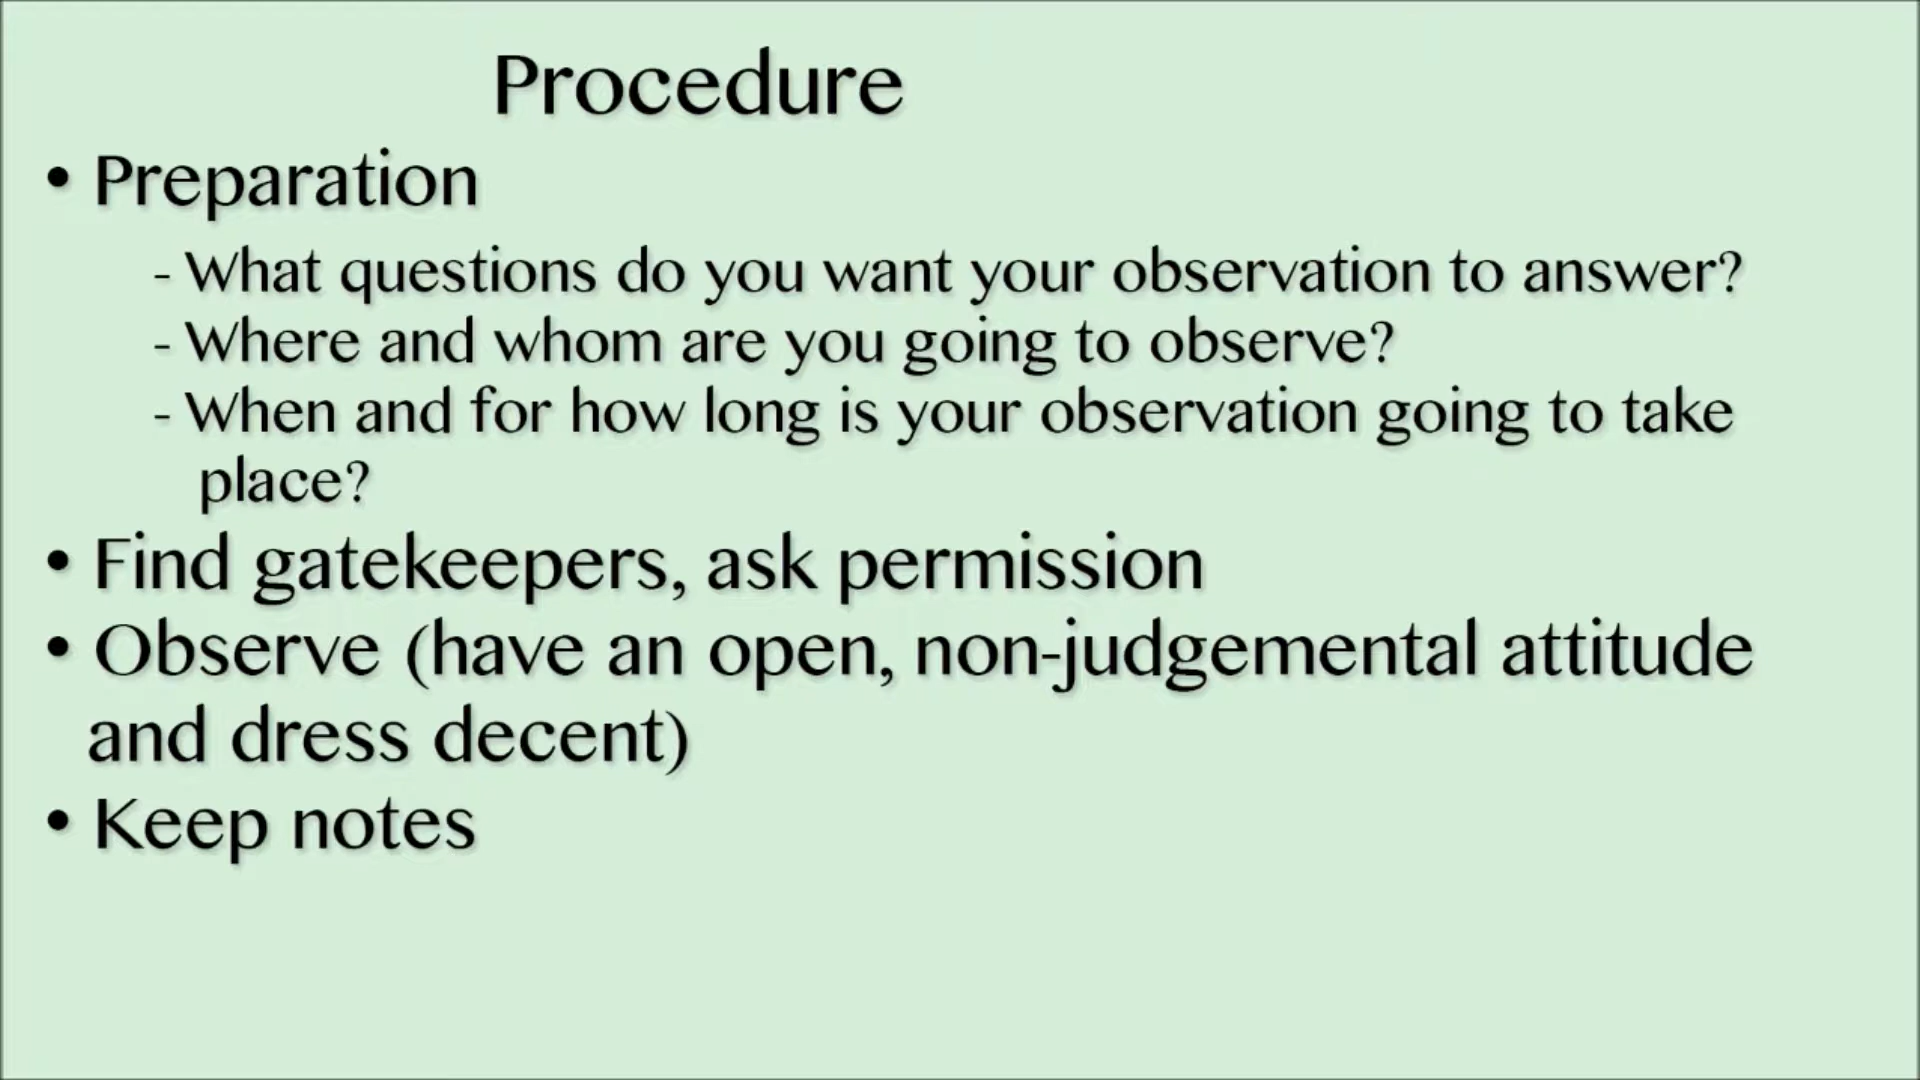 Procedure
• Preparation
- What questions do you want your observation to answer?
- Where and whom are you going to observe?
- When and for how long is your observation going to take
place?
• Find gatekeepers, ask permission
• Observe (have an open, non-judgemental attitude
and dress decent)
• Keep notes